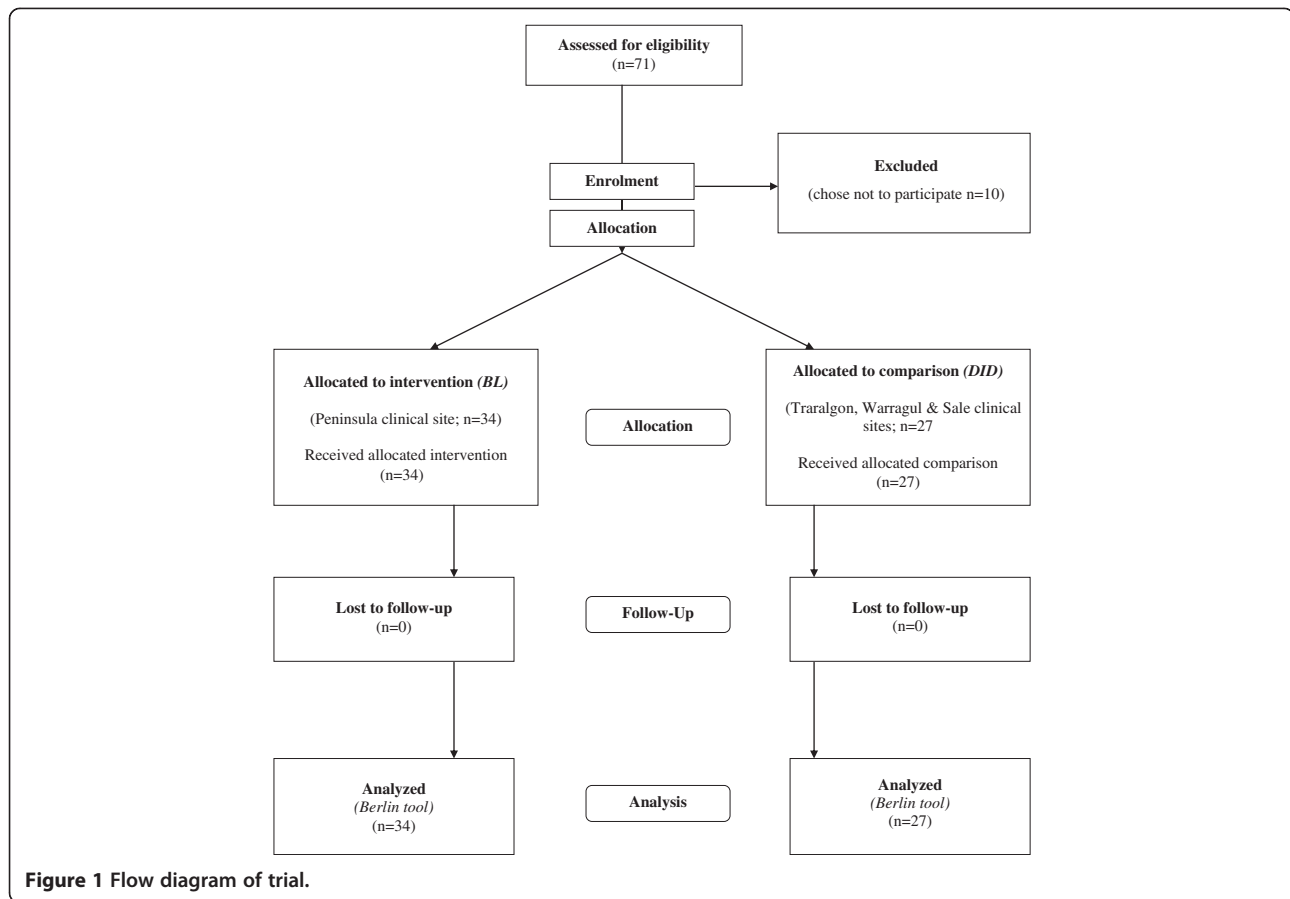 Assessed for eligibility
(n=71)
Excluded
(chose not to participate n=10)
Enrolment
Allocation
Allocated to intervention (BL)
(Peninsula clinical site; n=34)
Received allocated intervention
(n=34)
Allocation
Allocated to comparison (DID)
(Traralgon, Warragul & Sale clinical
sites; n=27
Received allocated comparison
(n=27)
Lost to follow-up
(n=0)
Follow-Up
Lost to follow-up
(n=0)
Analyzed
(Berlin tool)
(n=34)
Analysis
Analyzed
(Berlin tool)
(n=27)
Figure 1 Flow diagram of trial.